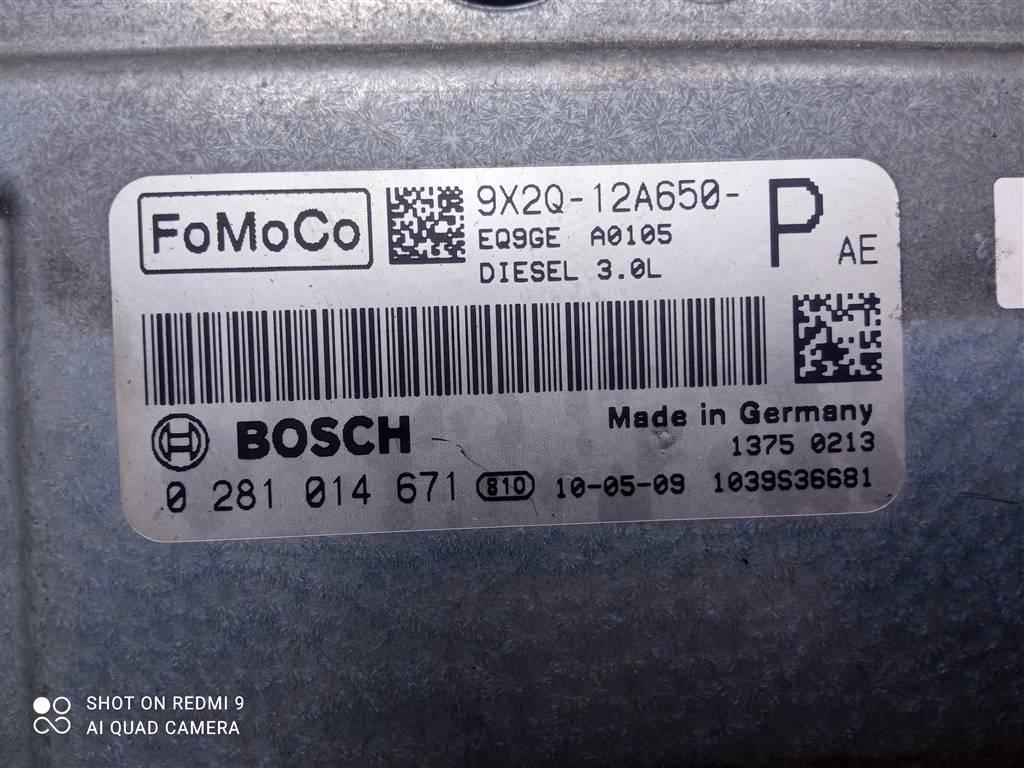 FoMoCo
9X2Q-12A650-
P
AE
EQ9GE A0105
DIESEL 3.0L
BOSCH
Made in Germany
1375 0213
0 281 014 671 810 10-05-09 1039S36681
SHOT ON REDMI 9
AI QUAD CAMERA